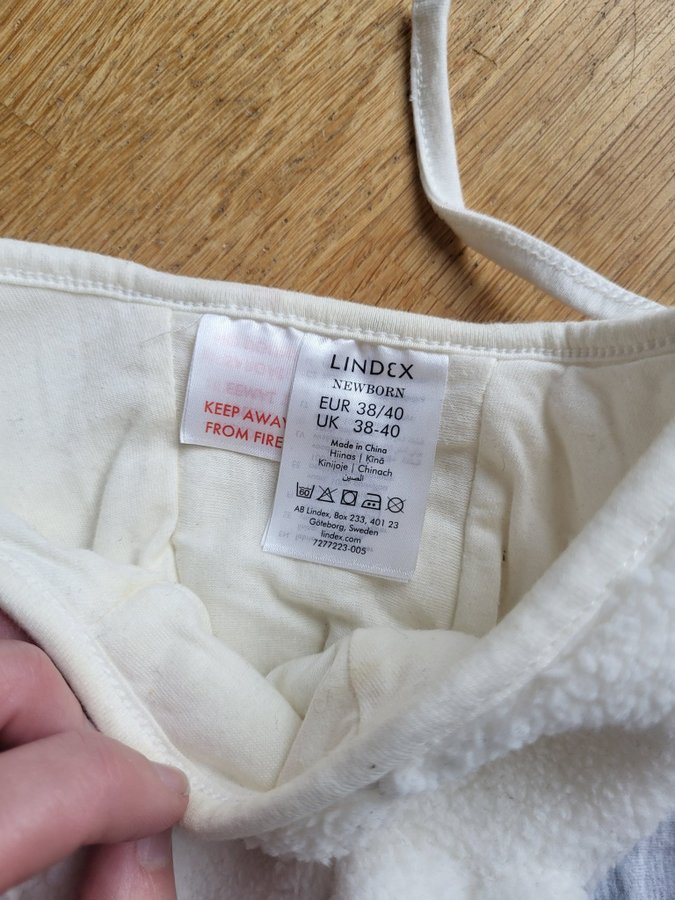 LINDEX
NEWBORN
EUR 38/40
UK 38-40
Made in China
Hiinas | Ķīnā
Kinijoje | Chinach
الصين
60
AB Lindex, Box 233, 401 23
Göteborg, Sweden
lindex.com
7277223-005
KEEP AWAY
FROM FIRE